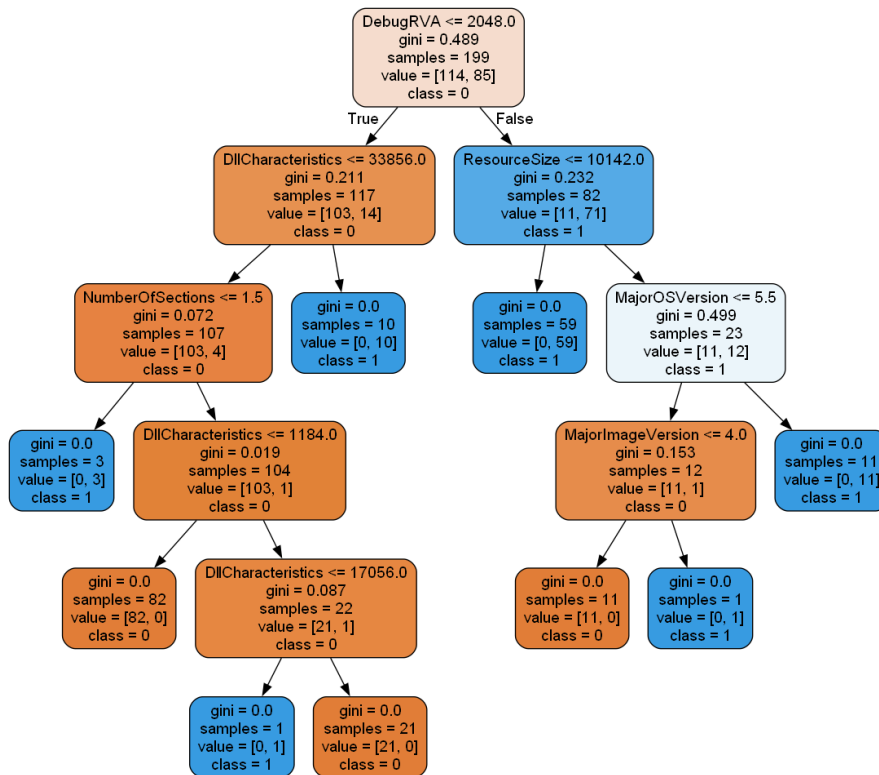 DebugRVA <= 2048.0
gini = 0.489
samples = 199
value = [114, 85]
class = 0
True
False
DllCharacteristics <= 33856.0
gini = 0.211
samples = 117
value = [103, 14]
class = 0
ResourceSize <= 10142.0
gini = 0.232
samples = 82
value = [11, 71]
class = 1
NumberOfSections <= 1.5
gini = 0.072
samples = 107
value = [103, 4]
class = 0
gini = 0.0
samples = 10
value = [0, 10]
class = 1
gini = 0.0
samples = 59
value = [0, 59]
class = 1
MajorOSVersion <= 5.5
gini = 0.499
samples = 23
value = [11, 12]
class = 1
gini = 0.0
samples = 3
value = [0, 3]
class = 1
DllCharacteristics <= 1184.0
gini = 0.019
samples = 104
value = [103, 1]
class = 0
MajorImageVersion <= 4.0
gini = 0.153
samples = 12
value = [11, 1]
class = 0
gini = 0.0
samples = 11
value = [0, 11]
class = 1
gini = 0.0
samples = 82
value = [82, 0]
class = 0
DllCharacteristics <= 17056.0
gini = 0.087
samples = 22
value = [21, 1]
class = 0
gini = 0.0
samples = 11
value = [11, 0]
class = 0
gini = 0.0
samples = 1
value = [0, 1]
class = 1
gini = 0.0
samples = 1
value = [0, 1]
class = 1
gini = 0.0
samples = 21
value = [21, 0]
class = 0